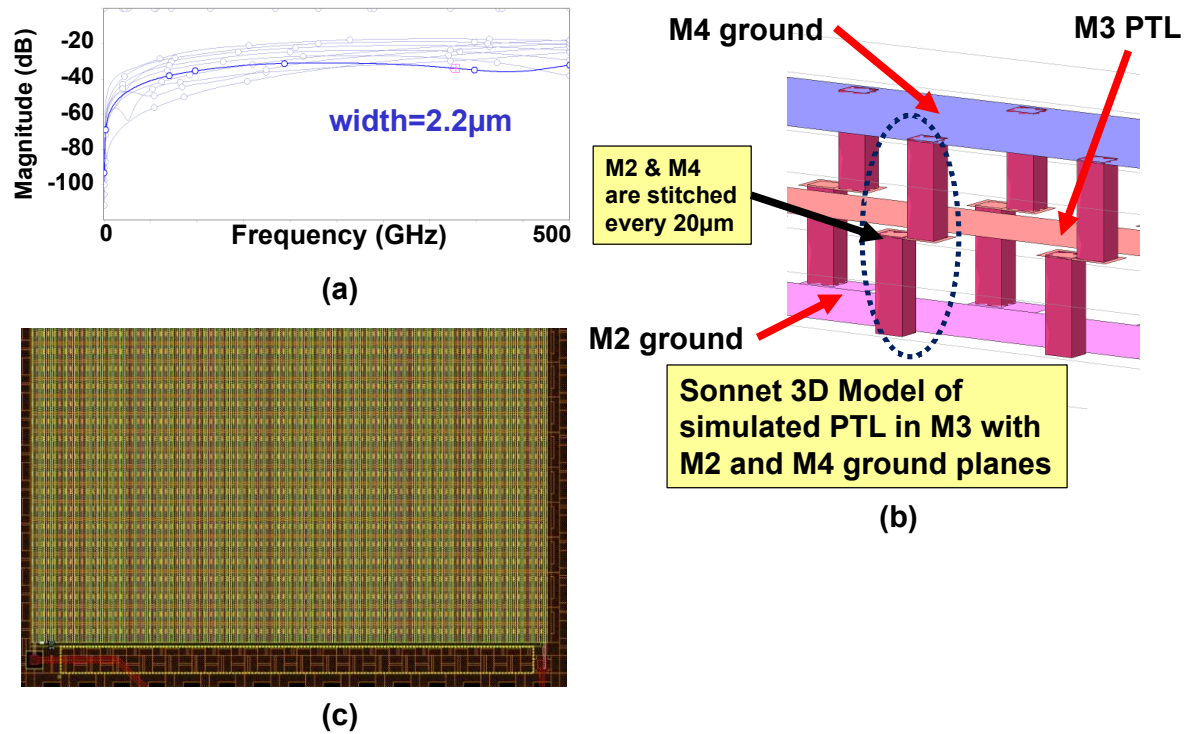 Magnitude (dB)
-20
-40
-60
-80
-100
width=2.2µm
0
Frequency (GHz)
500
(a)
M4 ground
M3 PTL
M2 & M4
are stitched
every 20µm
M2 ground
Sonnet 3D Model of
simulated PTL in M3 with
M2 and M4 ground planes
(b)
(c)